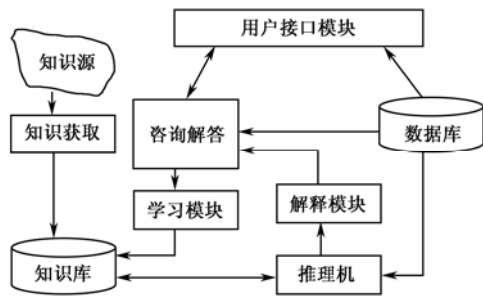 用户接口模块
知识源
知识获取
咨询解答
数据库
学习模块
解释模块
知识库
推理机